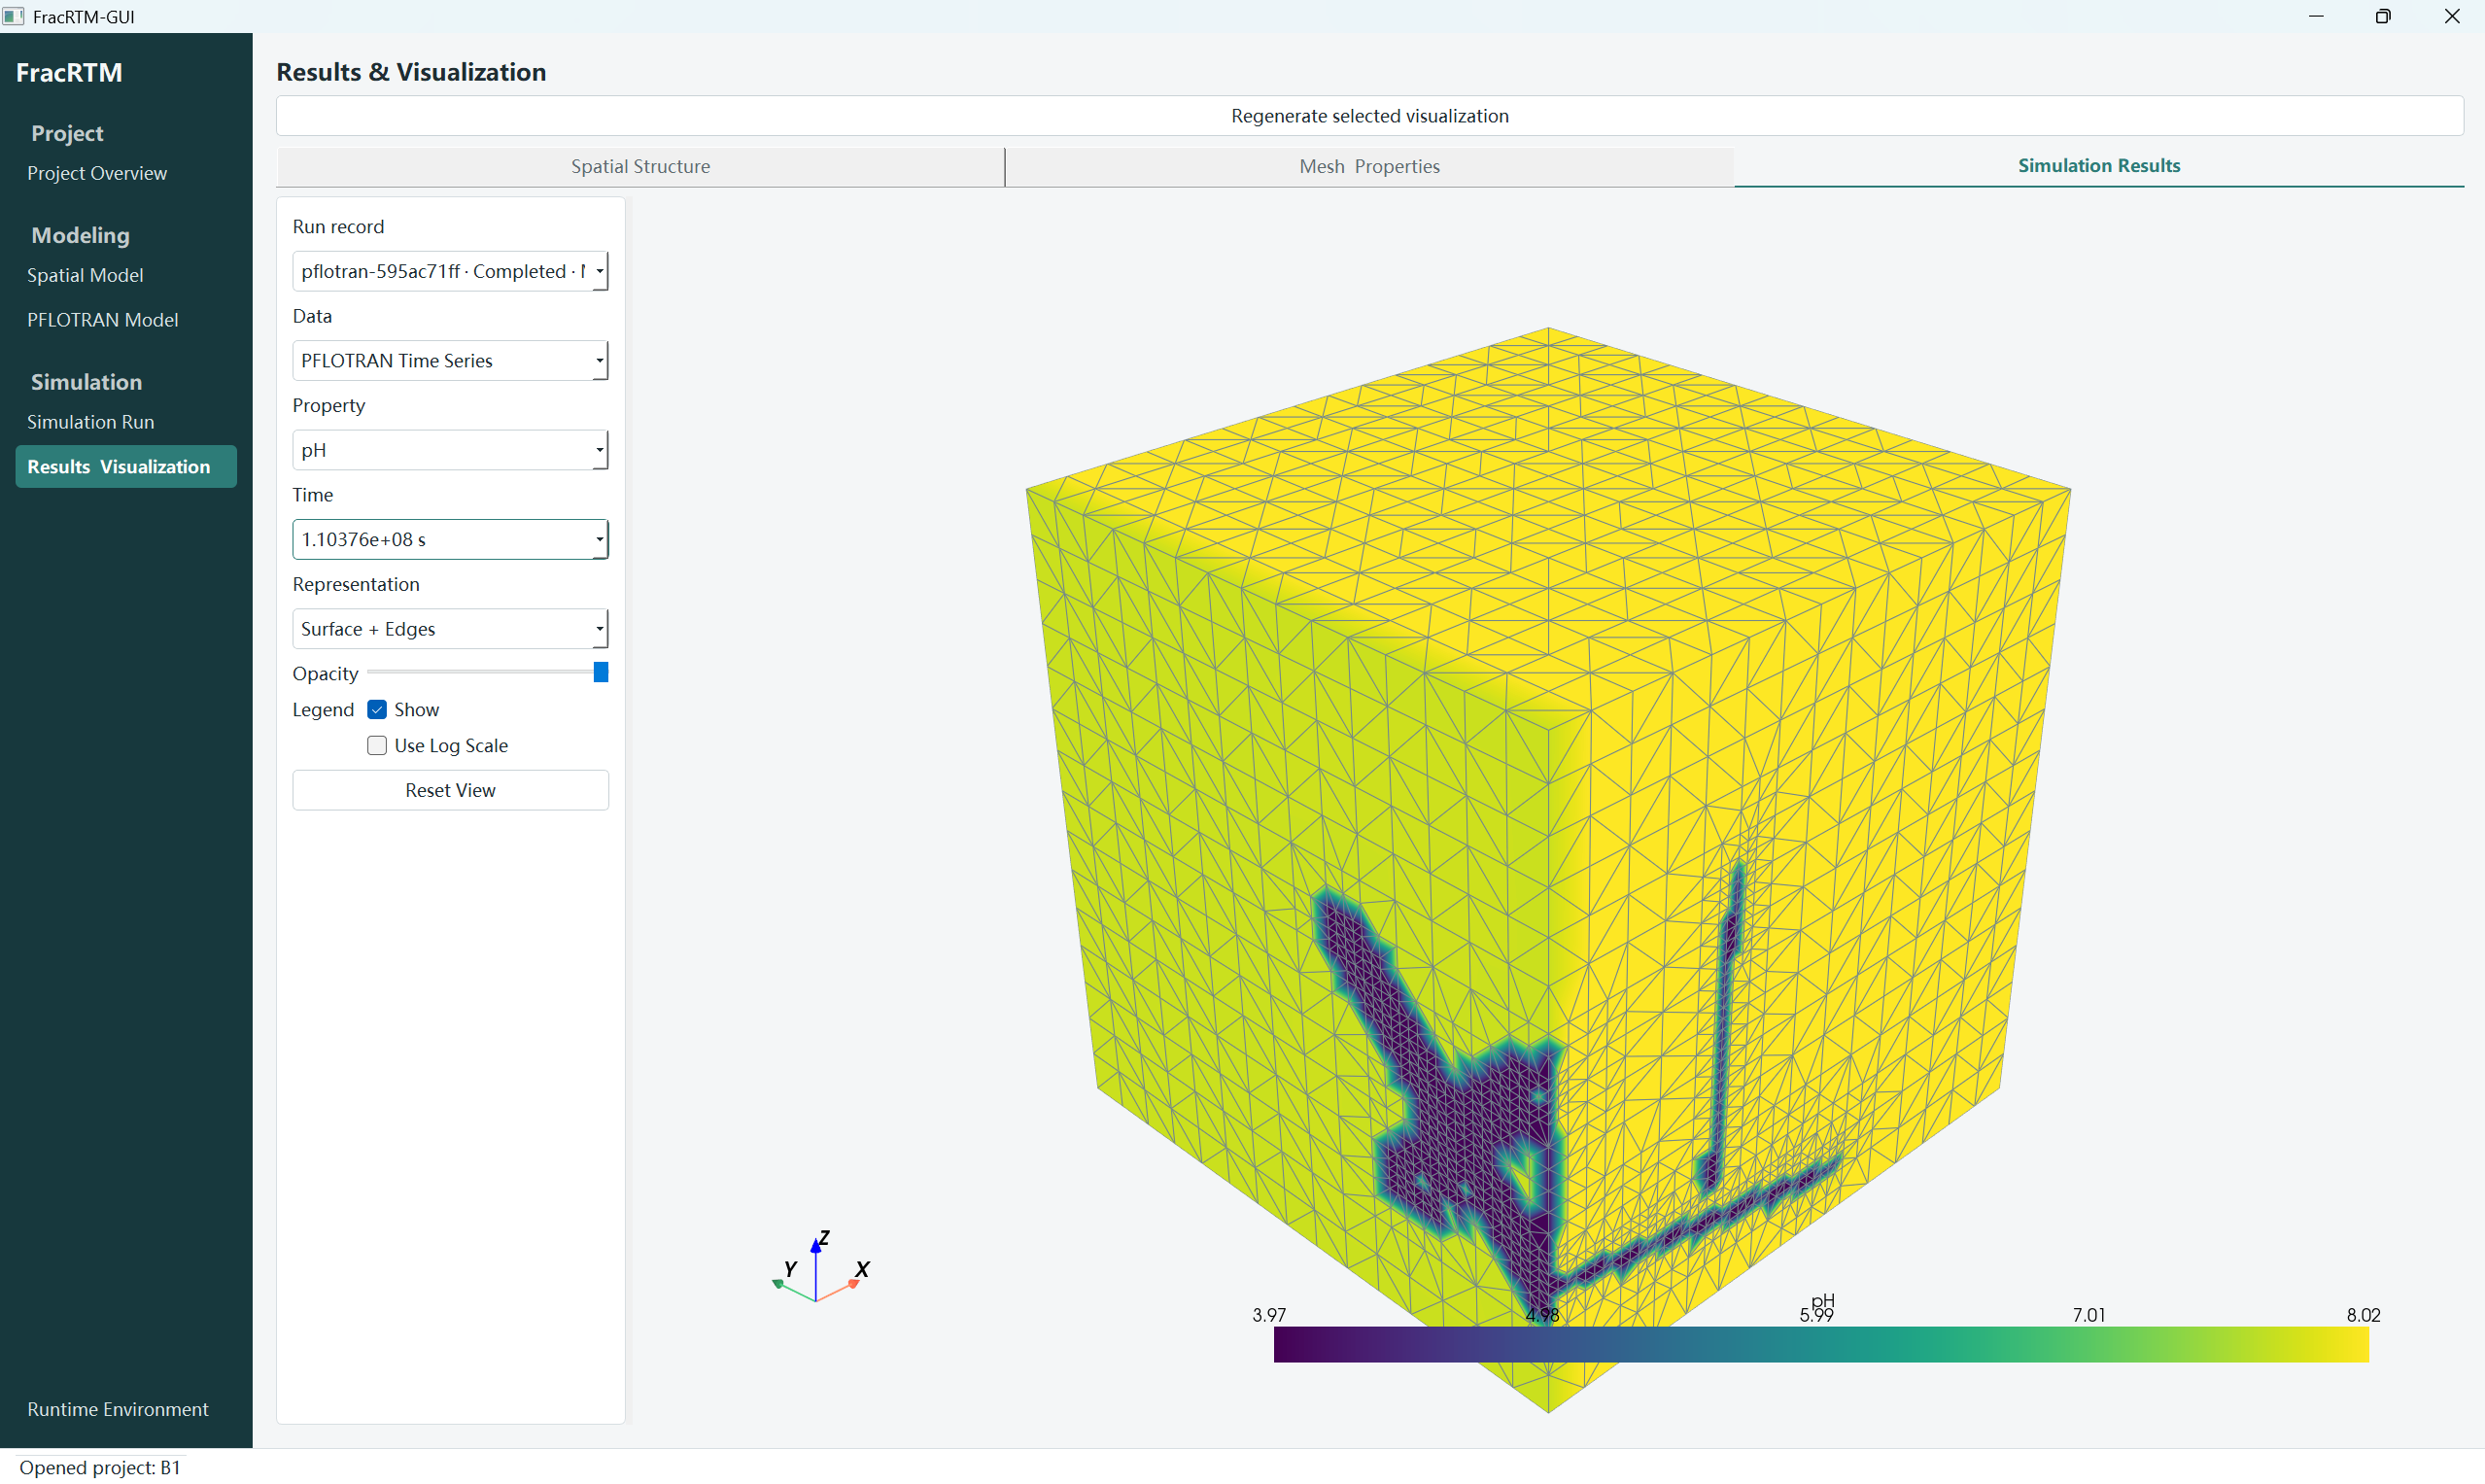 FracRTM-GUI
FracRTM
Project
Project Overview
Modeling
Spatial Model
PFLOTRAN Model
Simulation
Simulation Run
Results Visualization
Runtime Environment
Results & Visualization
Regenerate selected visualization
Spatial Structure
Mesh Properties
Simulation Results
Run record
pflotran-595ac71ff · Completed ·
Data
PFLOTRAN Time Series
Property
pH
Time
1.10376e+08 s
Representation
Surface + Edges
Opacity
Legend Show
Use Log Scale
Reset View
Z
Y X
pH
3.97 4.98 5.99 7.01 8.02
Opened project: B1